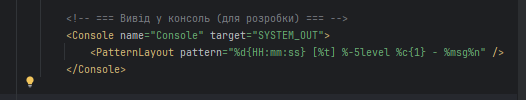 <!-- === Вивід у консоль (для розробки) === -->
<Console name="Console" target="SYSTEM_OUT">
<PatternLayout pattern="%d{HH:mm:ss} [%t] %-5level %c{1} - %msg%n" />
</Console>